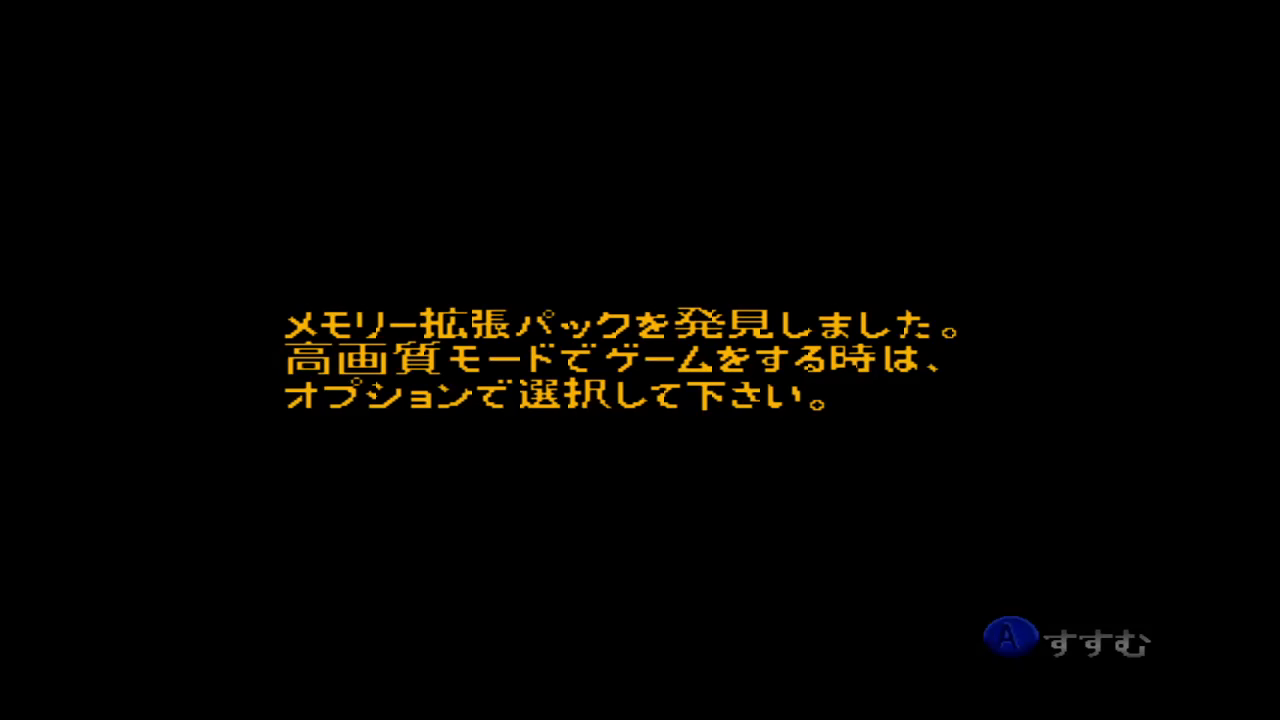 メモリー拡張パックを発見しました。
高画質モードでゲームをする時は、
オプションで選択して下さい。
A すすむ